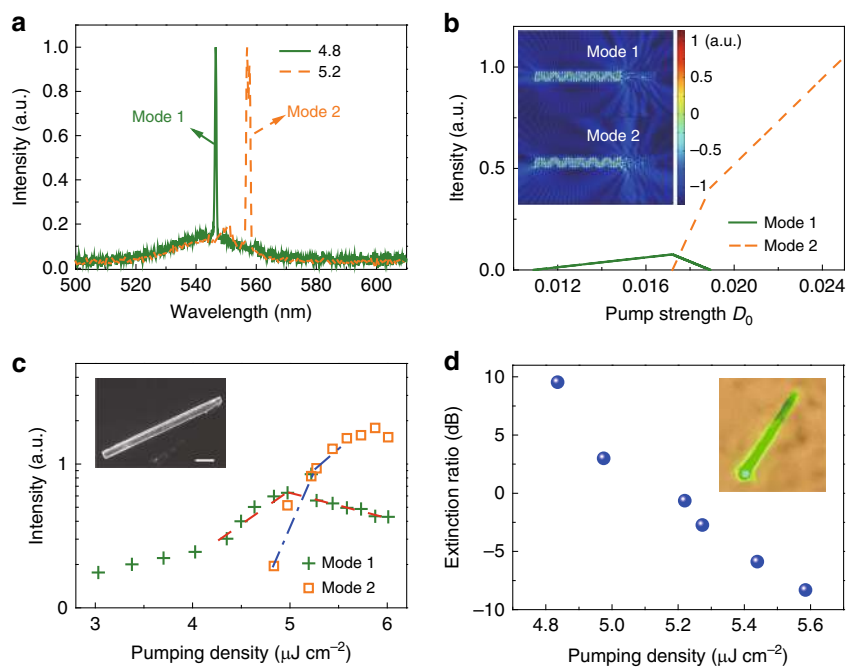 a
1.0
0.8
0.6
0.4
0.2
0.0
Intensity (a.u.)
4.8
5.2
Mode 1
Mode 2
500 520 540 560 580 600
Wavelength (nm)
b
1.0
0.5
0.0
Itensity (a.u.)
Mode 1
Mode 2
1 (a.u.)
0.5
0
−0.5
−1
Mode 1
Mode 2
0.012 0.016 0.020 0.024
Pump strength D₀
c
1
0
Intensity (a.u.)
Mode 1
Mode 2
3 4 5 6
Pumping density (μJ cm⁻²)
d
10
5
0
−5
−10
Extinction ratio (dB)
4.8 5.0 5.2 5.4 5.6
Pumping density (μJ cm⁻²)